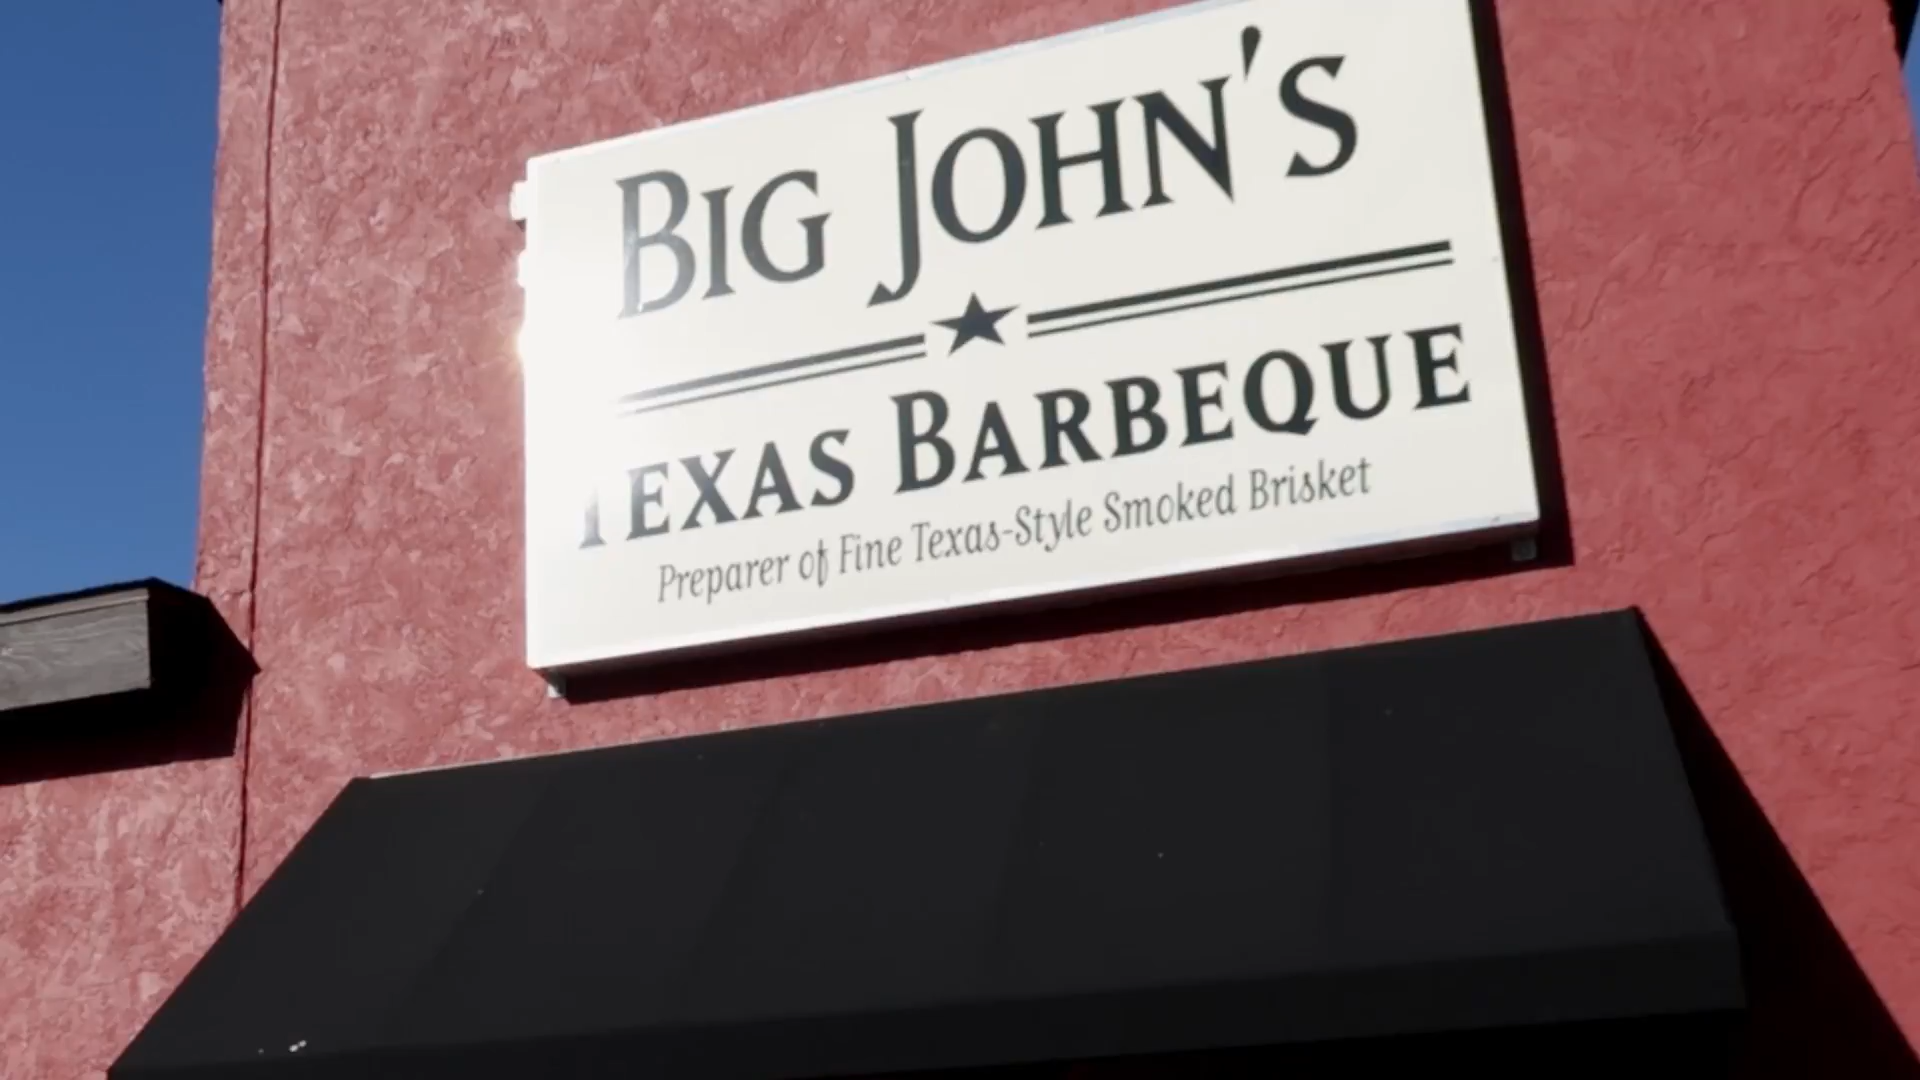 BIG JOHN'S
TEXAS BARBEQUE
Preparer of Fine Texas-Style Smoked Brisket